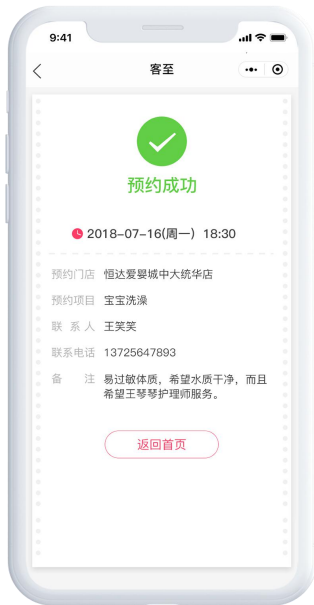 9:41
客至
预约成功
2018-07-16(周一) 18:30
预约门店 恒达爱婴城中大统华店
预约项目 宝宝洗澡
联系人 王笑笑
联系电话 13725647893
备注 易过敏体质，希望水质干净，而且
希望王琴琴护理师服务。
返回首页